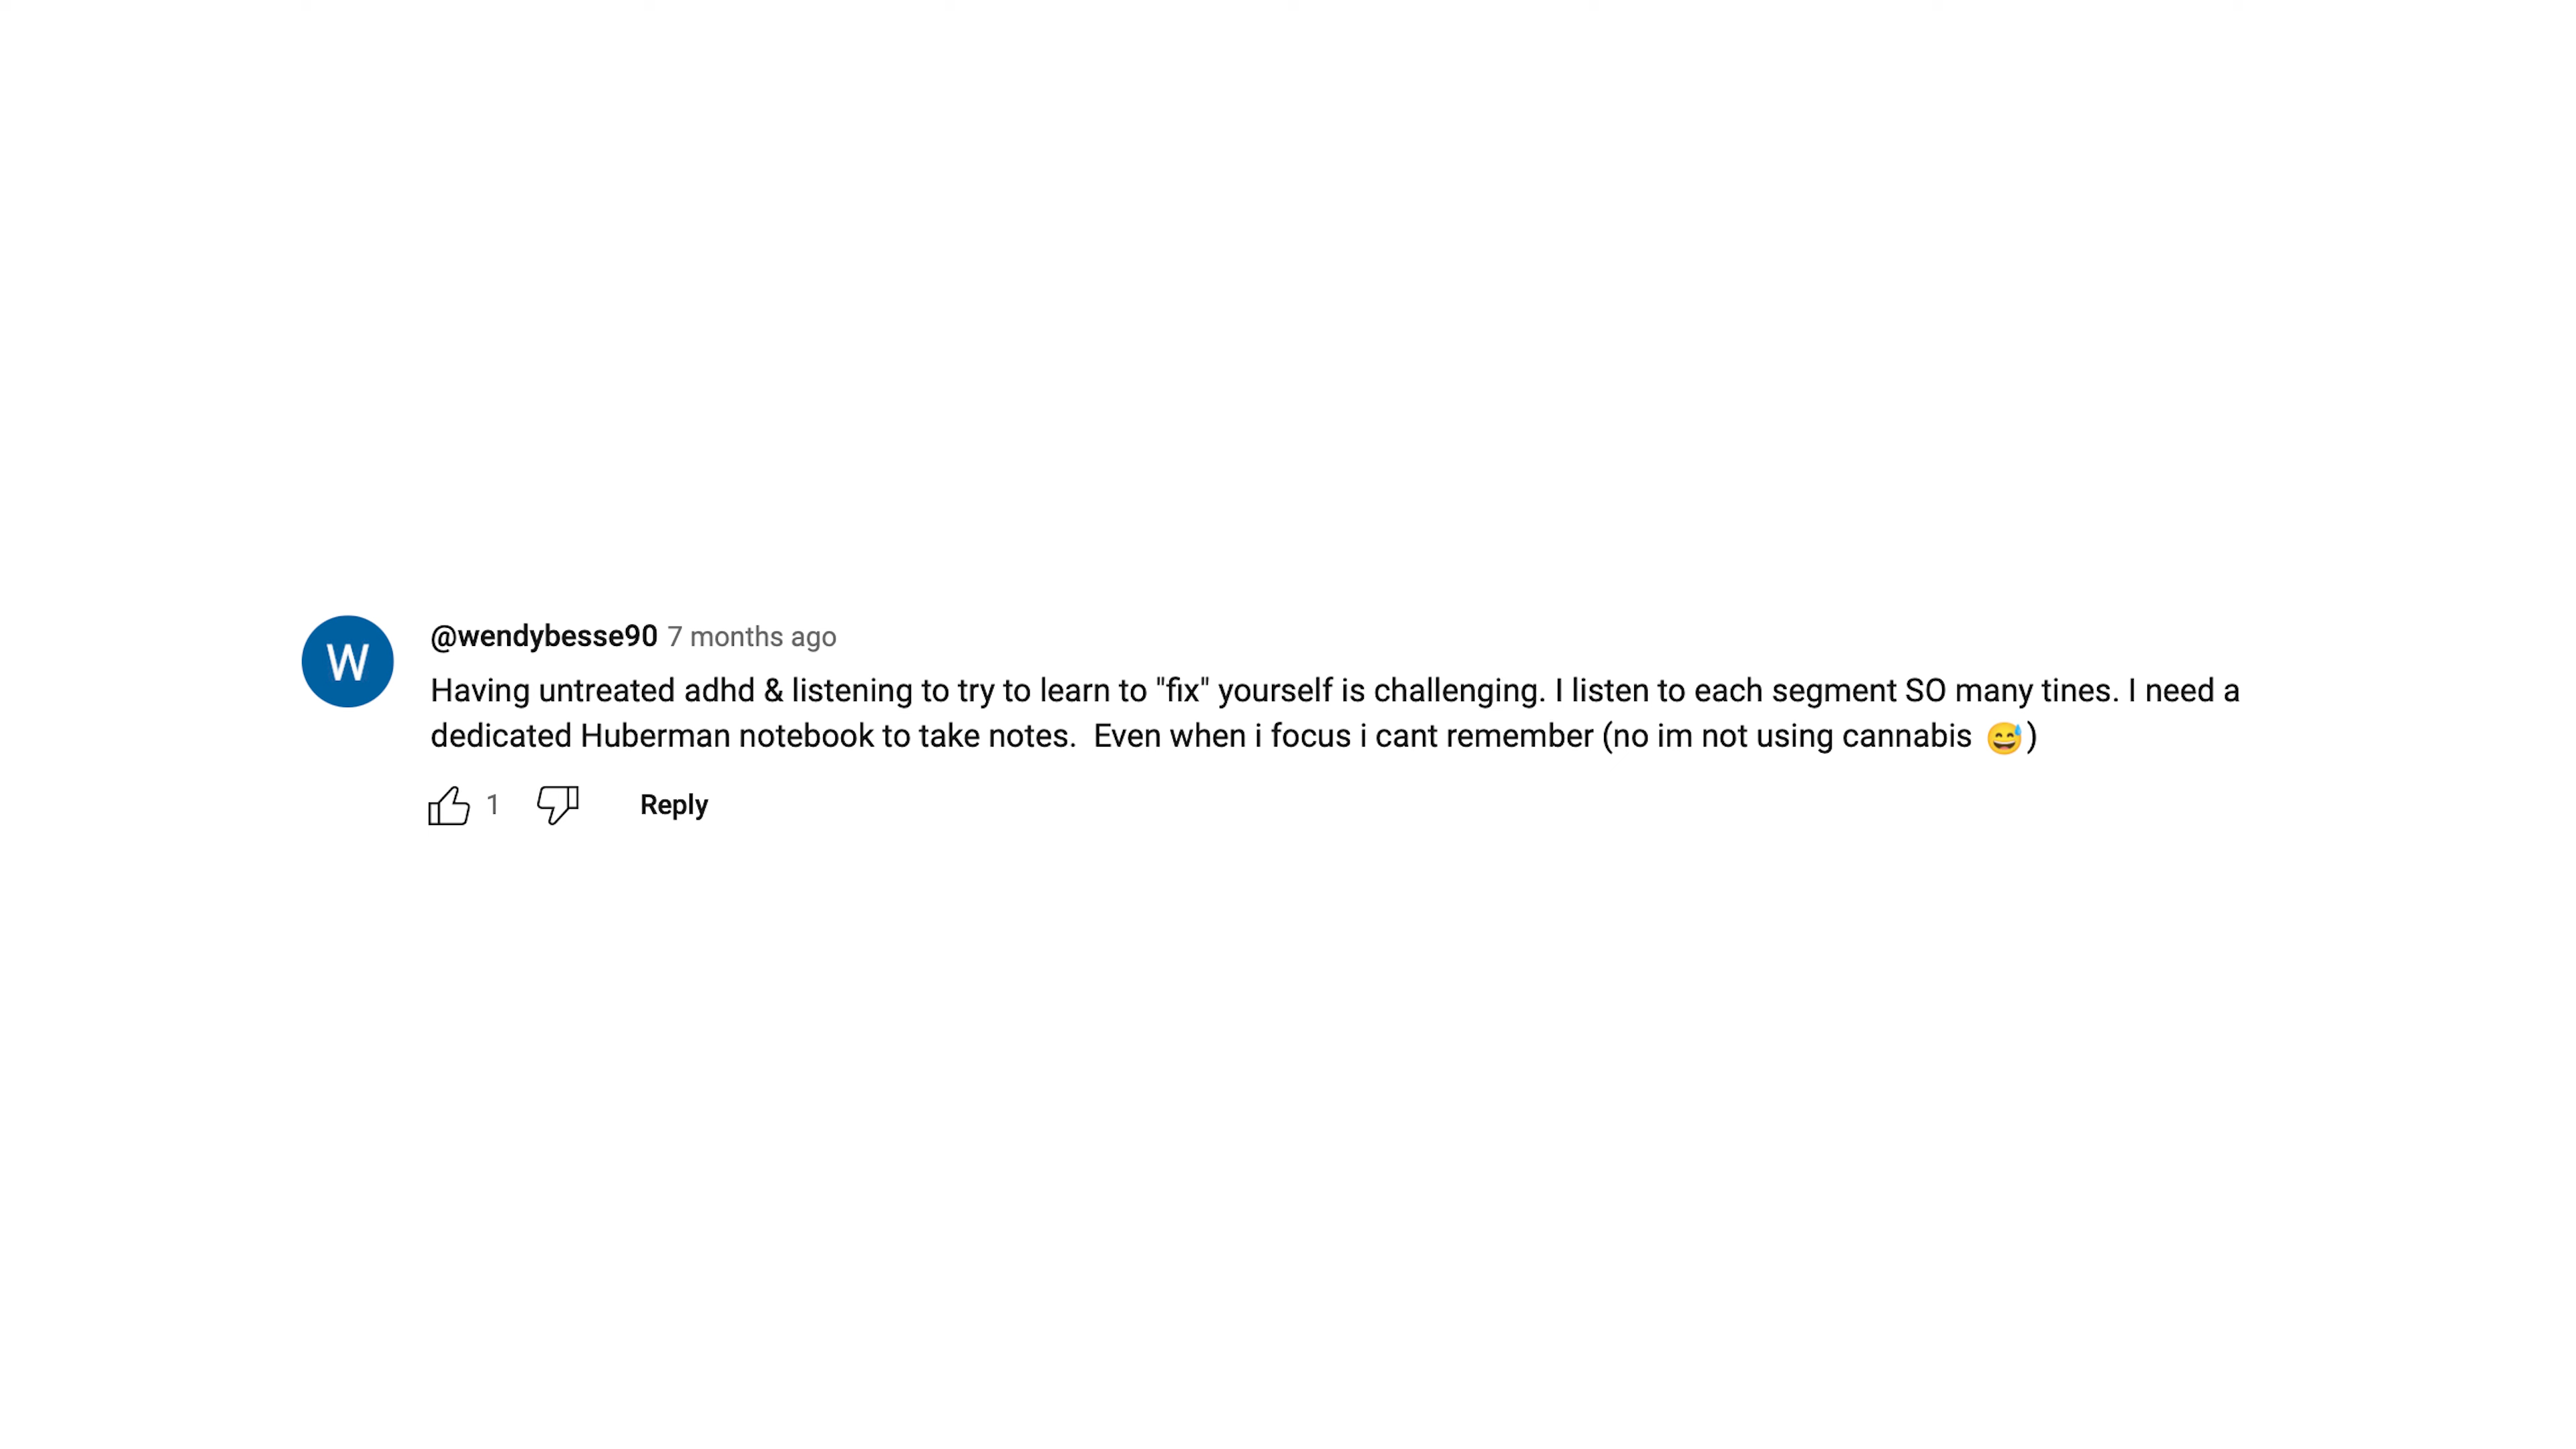 W
@wendybesse90 7 months ago
Having untreated adhd & listening to try to learn to "fix" yourself is challenging. I listen to each segment SO many tines. I need a
dedicated Huberman notebook to take notes.  Even when i focus i cant remember (no im not using cannabis 😅)
1 Reply